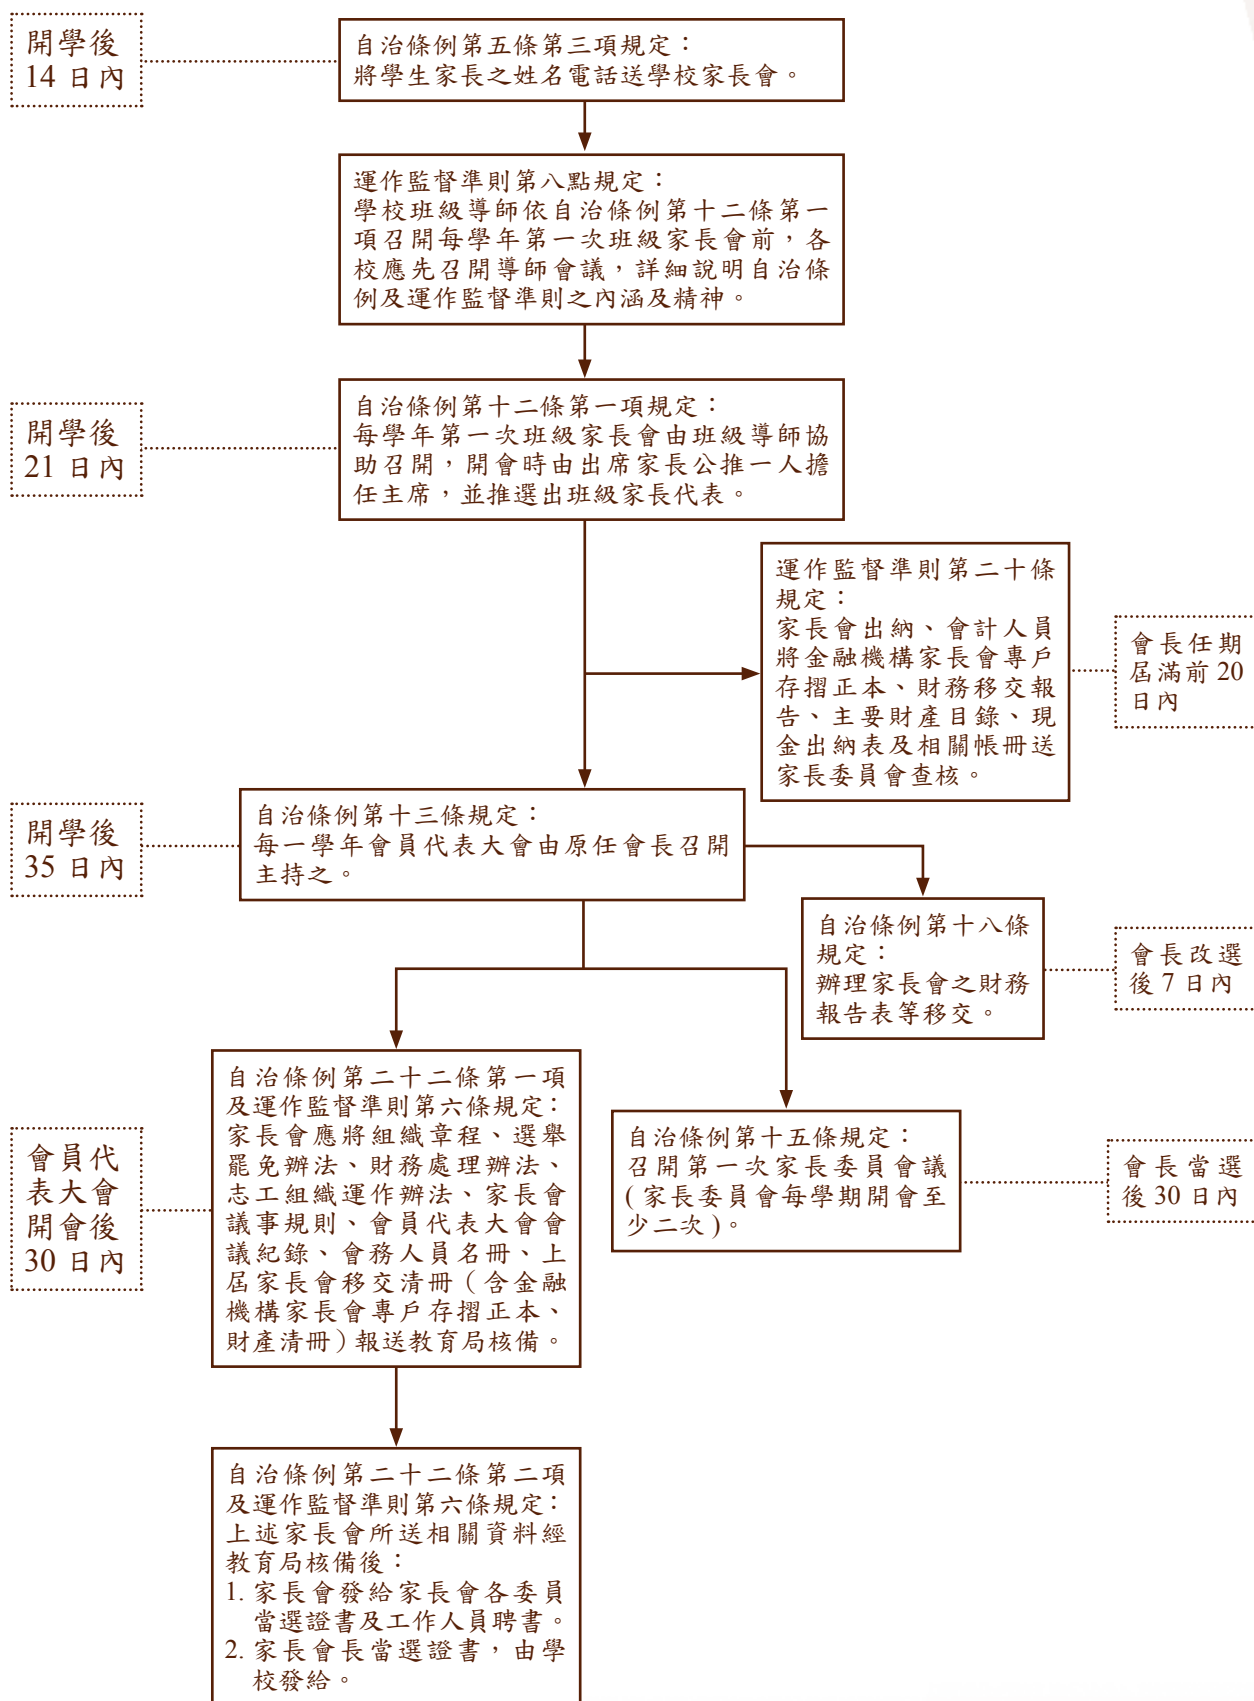 開學後
14 日內
自治條例第五條第三項規定：
將學生家長之姓名電話送學校家長會。
運作監督準則第八點規定：
學校班級導師依自治條例第十二條第一
項召開每學年第一次班級家長會前，各
校應先召開導師會議，詳細說明自治條
例及運作監督準則之內涵及精神。
開學後
21 日內
自治條例第十二條第一項規定：
每學年第一次班級家長會由班級導師協
助召開，開會時由出席家長公推一人擔
任主席，並推選出班級家長代表。
運作監督準則第二十條
規定：
家長會出納、會計人員
將金融機構家長會專戶
存摺正本、財務移交報
告、主要財產目錄、現
金出納表及相關帳冊送
家長委員會查核。
會長任期
屆滿前 20
日內
開學後
35 日內
自治條例第十三條規定：
每一學年會員代表大會由原任會長召開
主持之。
自治條例第十八條
規定：
辦理家長會之財務
報告表等移交。
會長改選
後 7 日內
會員代
表大會
開會後
30 日內
自治條例第二十二條第一項
及運作監督準則第六條規定：
家長會應將組織章程、選舉
罷免辦法、財務處理辦法、
志工組織運作辦法、家長會
議事規則、會員代表大會會
議紀錄、會務人員名冊、上
屆家長會移交清冊（含金融
機構家長會專戶存摺正本、
財產清冊）報送教育局核備。
自治條例第十五條規定：
召開第一次家長委員會議
(家長委員會每學期開會至
少二次)。
會長當選
後 30 日內
自治條例第二十二條第二項
及運作監督準則第六條規定：
上述家長會所送相關資料經
教育局核備後：
1. 家長會發給家長會各委員
當選證書及工作人員聘書。
2. 家長會長當選證書，由學
校發給。